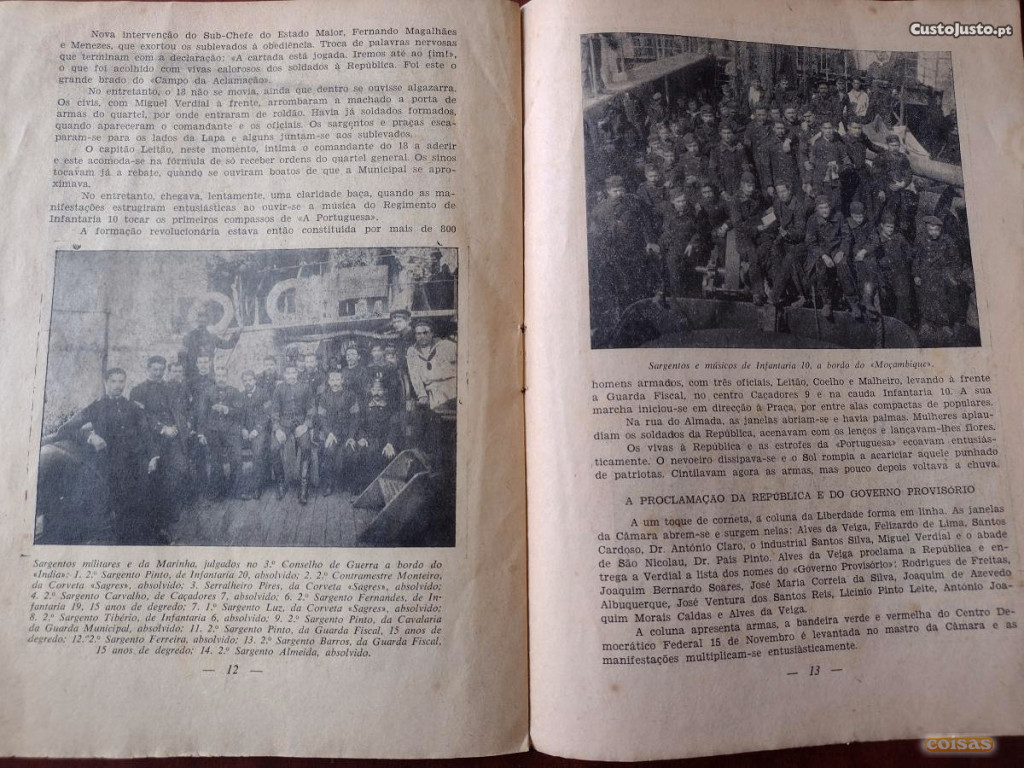 Nova intervenção do Sub-Chefe do Estado Maior, Fernando Magalhães
e Menezes, que exortou os sublevados à obediência. Troca de palavras nervosas
que terminam com a declaração: «A cartada está jogada. Iremos até ao fim!»,
o que foi acolhido com vivas calorosos dos soldados à República. Foi este o
grande brado do «Campo da Aclamação».
No entretanto, o 18 não se movia, ainda que dentro se ouvisse algazarra.
Os civis, com Miguel Verdial à frente, arrombaram a machado a porta de
armas do quartel, por onde entraram de roldão. Havia já soldados formados,
quando apareceram o comandante e os oficiais. Os sargentos e praças esca-
param-se para os lados da Lapa e alguns juntam-se aos sublevados.
O capitão Leitão, neste momento, intima o comandante do 18 a aderir
e este acomoda-se na fórmula de só receber ordens do quartel general. Os sinos
tocavam já a rebate, quando se ouviram boatos de que a Municipal se apro-
ximava.
No entretanto, chegava, lentamente, uma claridade baça, quando as ma-
nifestações estrugiram entusiásticas ao ouvir-se a música do Regimento de
Infantaria 10 tocar os primeiros compassos de «A Portuguesa».
A formação revolucionária estava então constituída por mais de 800
Sargentos militares e da Marinha, julgados no 3.º Conselho de Guerra a bordo do
«Índia»: 1. 2.º Sargento Pinto, de Infantaria 20, absolvido; 2. 2.º Contramestre Monteiro,
da Corveta «Sagres», absolvido; 3. Serralheiro Pires, da Corveta «Sagres», absolvido;
4. 2.º Sargento Carvalho, de Caçadores 7, absolvido; 6. 2.º Sargento Fernandes, de In-
fantaria 19, 15 anos de degredo; 7. 1.º Sargento Luz, da Corveta «Sagres», absolvido;
8. 2.º Sargento Tibério, de Infantaria 6, absolvido; 9. 2.º Sargento Pinto, da Cavalaria
da Guarda Municipal, absolvido; 11. 2.º Sargento Pinto, da Guarda Fiscal, 15 anos de
degredo; 12. 2.º Sargento Ferreira, absolvido; 13. 2.º Sargento Barros, da Guarda Fiscal,
15 anos de degredo; 14. 2.º Sargento Almeida, absolvido.
— 12 —
Sargentos e músicos de Infantaria 10, a bordo do «Moçambique».
homens armados, com três oficiais, Leitão, Coelho e Malheiro, levando à frente
a Guarda Fiscal, no centro Caçadores 9 e na cauda Infantaria 10. A sua
marcha iniciou-se em direcção à Praça, por entre alas compactas de populares.
Na rua do Almada, as janelas abriam-se e havia palmas. Mulheres aplau-
diam os soldados da República, acenavam com os lenços e lançavam-lhes flores.
Os vivas à República e as estrofes da «Portuguesa» ecoavam entusiàs-
ticamente. O nevoeiro dissipava-se e o Sol rompia a acariciar aquele punhado
de patriotas. Cintilavam agora as armas, mas pouco depois voltava a chuva.
A PROCLAMAÇÃO DA REPÚBLICA E DO GOVERNO PROVISÓRIO
A um toque de corneta, a coluna da Liberdade forma em linha. As janelas
da Câmara abrem-se e surgem nelas: Alves da Veiga, Felizardo de Lima, Santos
Cardoso, Dr. António Claro, o industrial Santos Silva, Miguel Verdial e o abade
de São Nicolau, Dr. Pais Pinto. Alves da Veiga proclama a República e en-
trega a Verdial a lista dos nomes do «Governo Provisório»: Rodrigues de Freitas,
Joaquim Bernardo Soares, José Maria Correia da Silva, Joaquim de Azevedo
Albuquerque, José Ventura dos Santos Reis, Licínio Pinto Leite, António Joa-
quim Morais Caldas e Alves da Veiga.
A coluna apresenta armas, a bandeira verde e vermelha do Centro De-
mocrático Federal 15 de Novembro é levantada no mastro da Câmara e as
manifestações multiplicam-se entusiàsticamente.
— 13 —
CustoJusto.pt
coisas